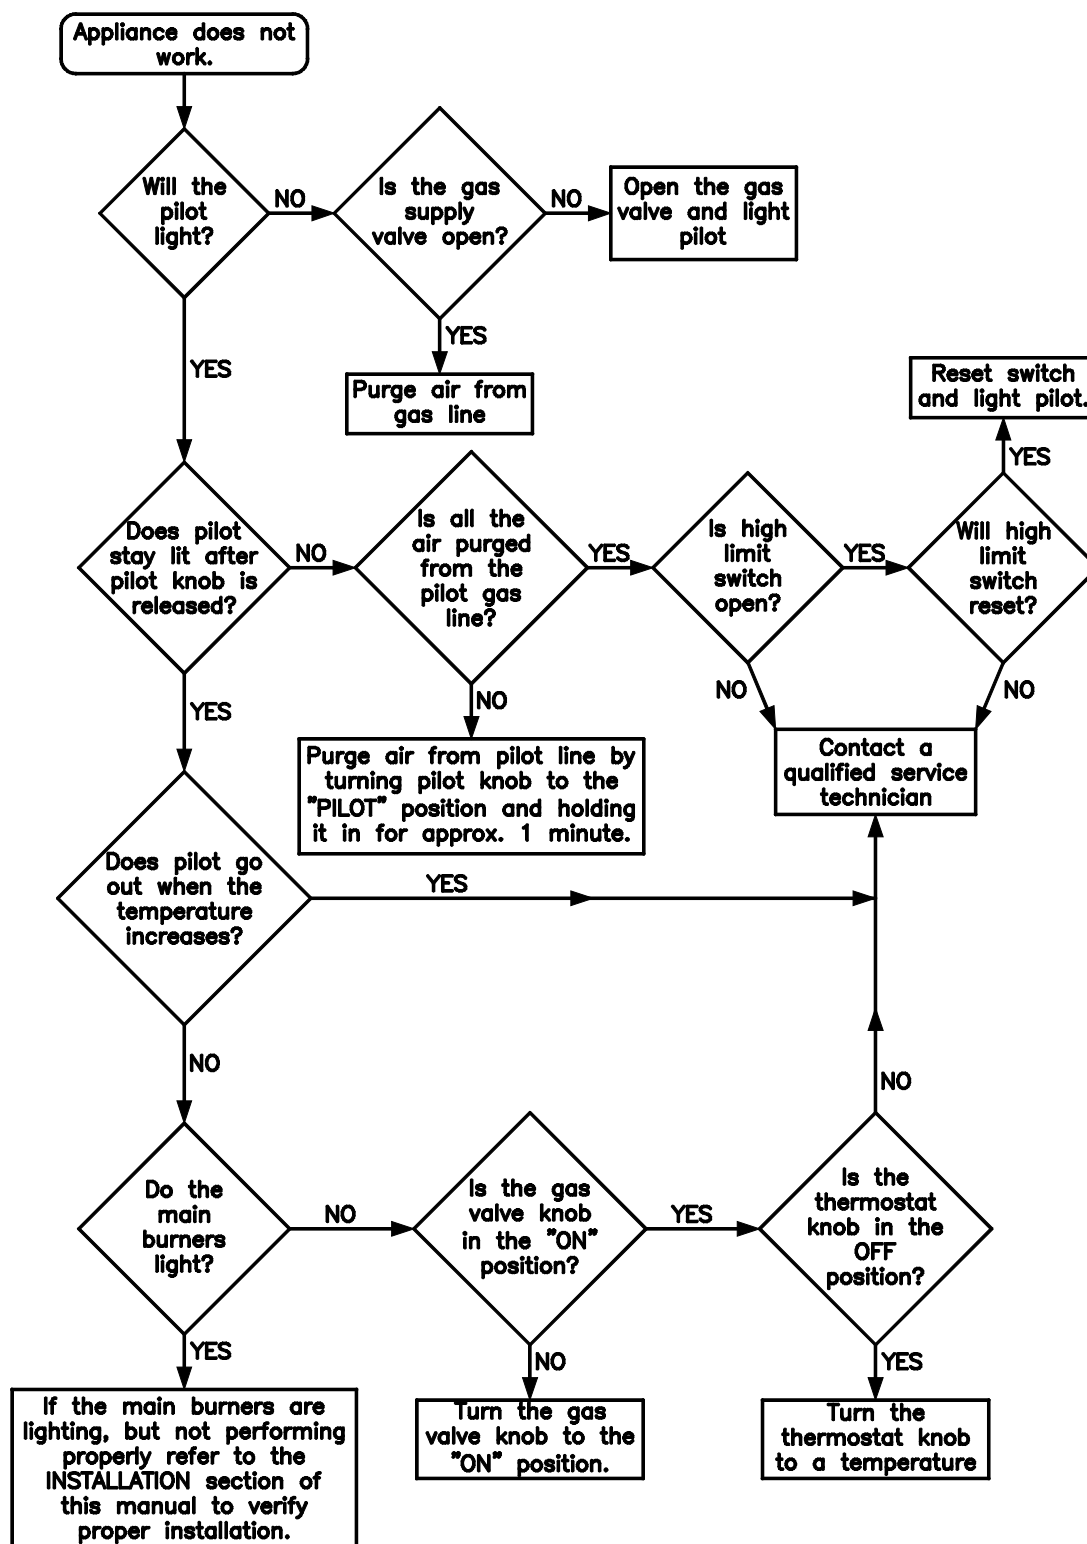 Appliance does not
work.
Will the
pilot
light?
NO
Is the gas
supply
valve open?
NO
Open the gas
valve and light
pilot
YES
Purge air from
gas line
YES
Reset switch
and light pilot.
YES
Does pilot
stay lit after
pilot knob is
released?
NO
Is all the
air purged
from the
pilot gas
line?
YES
Is high
limit
switch
open?
YES
Will high
limit
switch
reset?
NO
NO
NO
YES
Purge air from pilot line by
turning pilot knob to the
"PILOT" position and holding
it in for approx. 1 minute.
Contact a
qualified service
technician
Does pilot go
out when the
temperature
increases?
YES
NO
NO
Do the
main
burners
light?
NO
Is the gas
valve knob
in the "ON"
position?
YES
Is the
thermostat
knob in the
OFF
position?
YES
NO
YES
If the main burners are
lighting, but not performing
properly refer to the
INSTALLATION section of
this manual to verify
proper installation.
Turn the gas
valve knob to the
"ON" position.
Turn the
thermostat knob
to a temperature